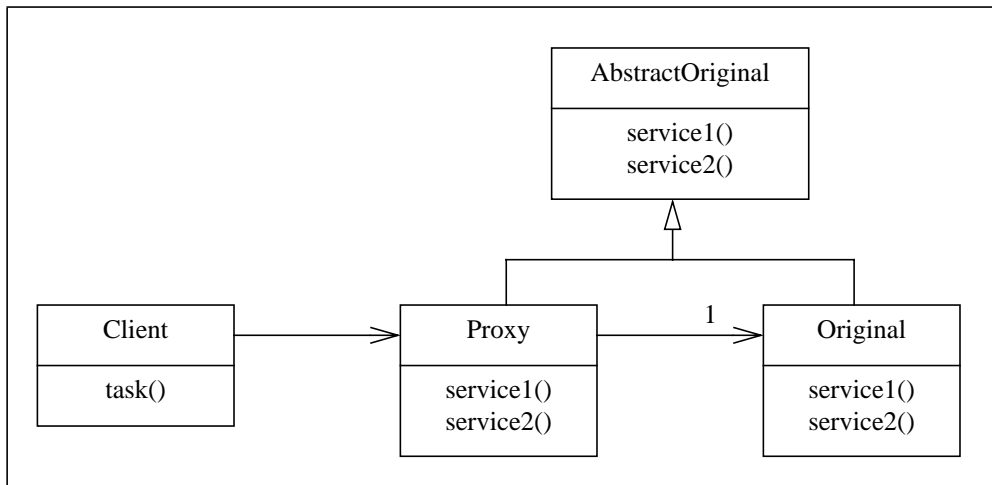 AbstractOriginal
service1()
service2()
Client
task()
Proxy
service1()
service2()
1
Original
service1()
service2()